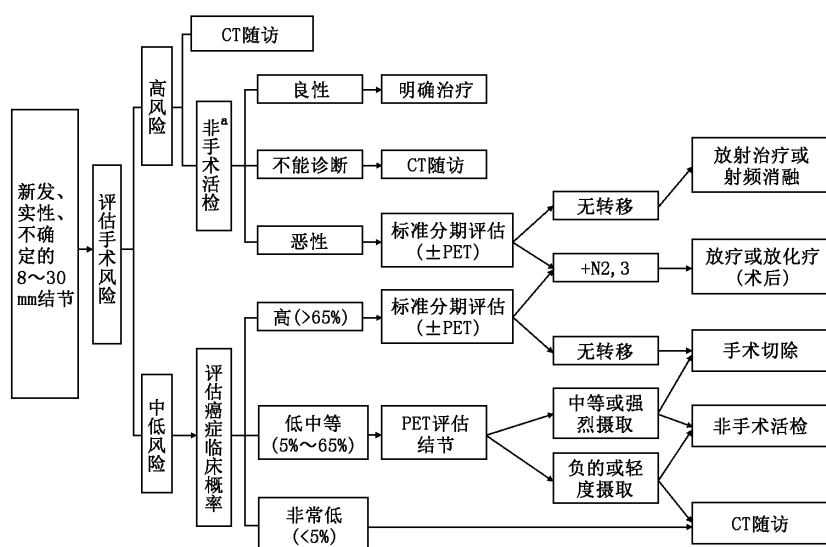 新发、
实性、
不确
定的
8～30
mm结节
评估手术风险
高风险
CT随访
非手术活检a
良性
明确治疗
不能诊断
CT随访
恶性
标准分期评估
(±PET)
无转移
放射治疗或
射频消融
+N2,3
放疗或放化疗
(术后)
中低风险
评估癌症临床概率
高(>65%)
标准分期评估
(±PET)
无转移
手术切除
低中等
(5%～65%)
PET评估
结节
中等或强
烈摄取
非手术活检
负的或轻
度摄取
CT随访
非常低
(<5%)